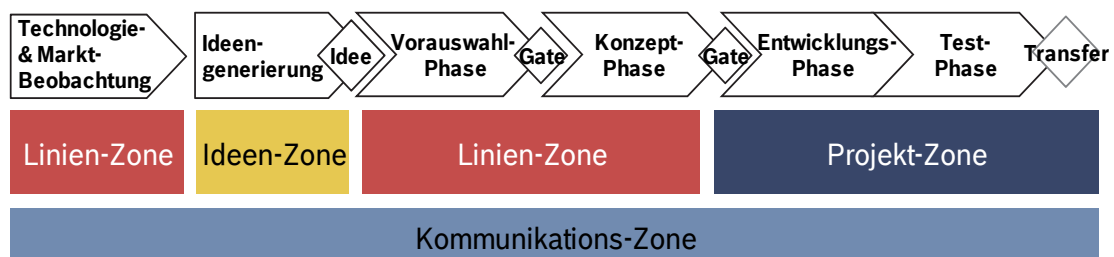 Technologie-
& Markt-
Beobachtung
Ideen-
generierung
Idee
Vorauswahl-
Phase
Gate
Konzept-
Phase
Gate
Entwicklungs-
Phase
Test-
Phase
Transfer
Linien-Zone
Ideen-Zone
Linien-Zone
Projekt-Zone
Kommunikations-Zone